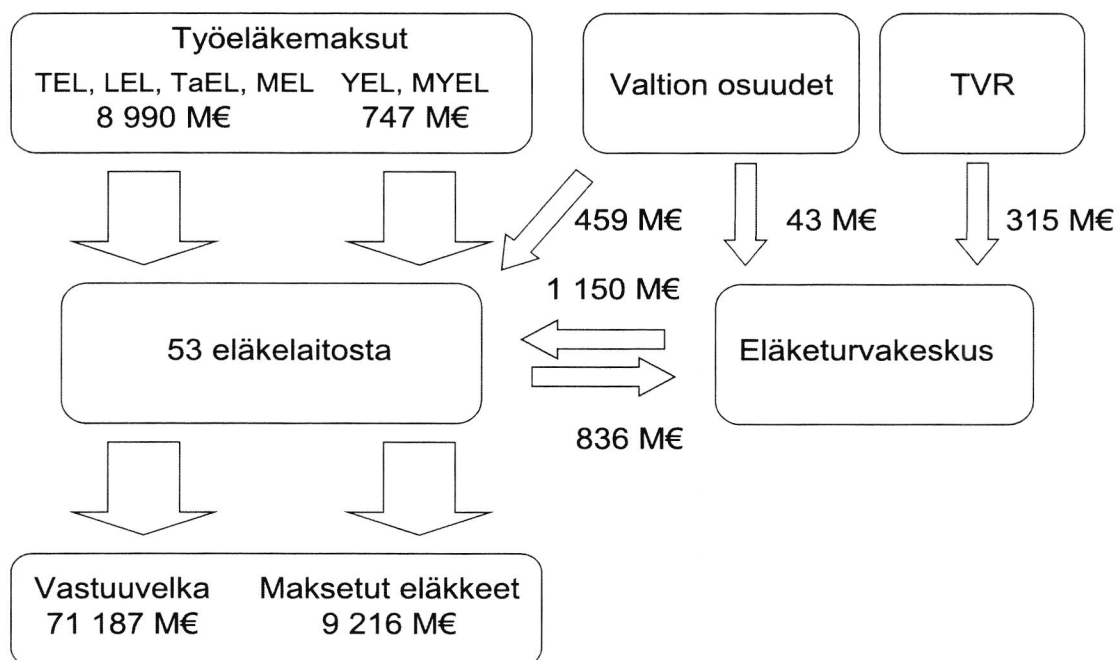 Työeläkemaksut
TEL, LEL, TaEL, MEL YEL, MYEL
8 990 M€ 747 M€
Valtion osuudet
TVR
459 M€
43 M€
315 M€
1 150 M€
53 eläkelaitosta
Eläketurvakeskus
836 M€
Vastuuvelka Maksetut eläkkeet
71 187 M€ 9 216 M€